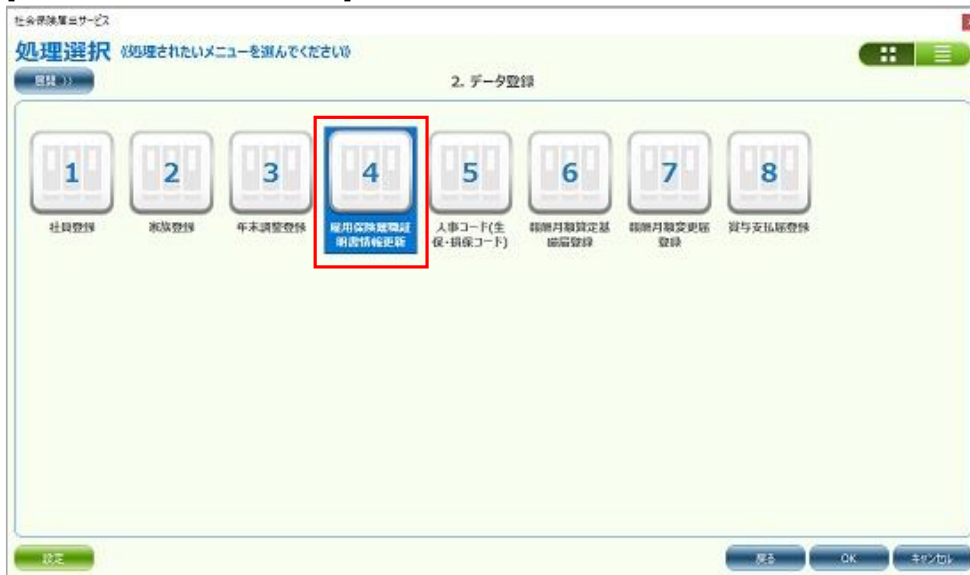 社会保険届出サービス
処理選択 《処理されたいメニューを選んでください》
展開 >>
2. データ登録
1
2
3
4
5
6
7
8
社員登録
家族登録
年末調整登録
雇用保険離職証
明書情報更新
人事コード(生
保・損保コード)
報酬月額算定基
礎届登録
報酬月額変更届
登録
賞与支払届登録
設定
戻る
OK
キャンセル